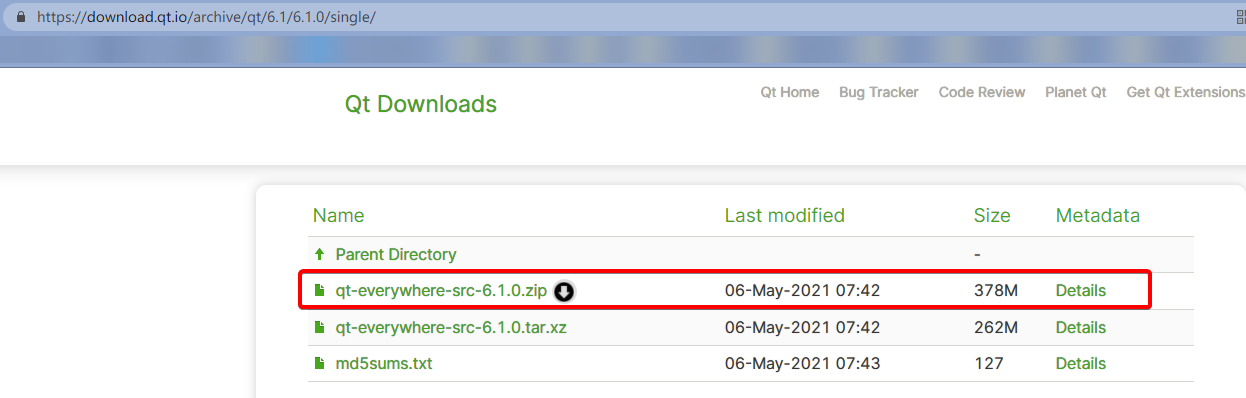 https://download.qt.io/archive/qt/6.1/6.1.0/single/
Qt Downloads
Qt Home Bug Tracker Code Review Planet Qt Get Qt Extensions
Name Last modified Size Metadata
Parent Directory -
qt-everywhere-src-6.1.0.zip 06-May-2021 07:42 378M Details
qt-everywhere-src-6.1.0.tar.xz 06-May-2021 07:42 262M Details
md5sums.txt 06-May-2021 07:43 127 Details